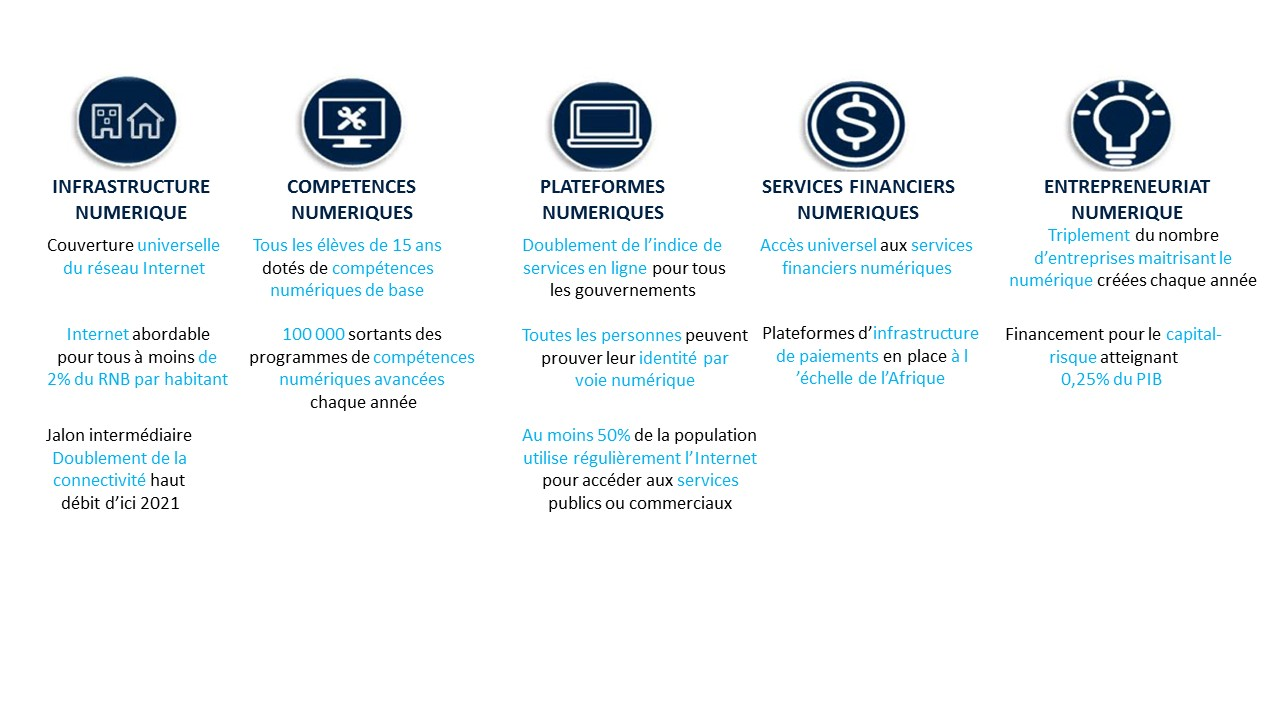 INFRASTRUCTURE
NUMERIQUE
Couverture universelle
du réseau Internet
Internet abordable
pour tous à moins de
2% du RNB par habitant
Jalon intermédiaire
Doublement de la
connectivité haut
débit d’ici 2021
COMPETENCES
NUMERIQUES
Tous les élèves de 15 ans
dotés de compétences
numériques de base
100 000 sortants des
programmes de compétences
numériques avancées
chaque année
PLATEFORMES
NUMERIQUES
Doublement de l’indice de
services en ligne pour tous
les gouvernements
Toutes les personnes peuvent
prouver leur identité par
voie numérique
Au moins 50% de la population
utilise régulièrement l’Internet
pour accéder aux services
publics ou commerciaux
SERVICES FINANCIERS
NUMERIQUES
Accès universel aux services
financiers numériques
Plateformes d’infrastructure
de paiements en place à l
’échelle de l’Afrique
ENTREPRENEURIAT
NUMERIQUE
Triplement du nombre
d’entreprises maitrisant le
numérique créées chaque année
Financement pour le capital-
risque atteignant
0,25% du PIB